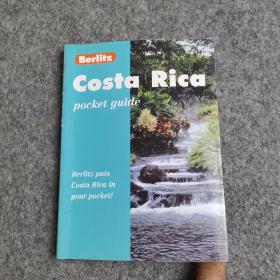 Berlitz
Costa Rica
pocket guide
Berlitz puts
Costa Rica in
your pocket!